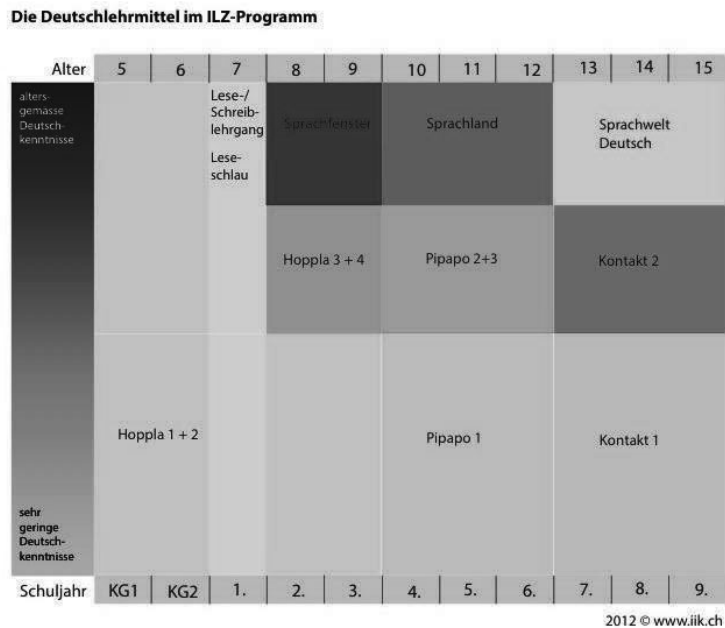 Die Deutschlehrmittel im ILZ-Programm
Alter 5 6 7 8 9 10 11 12 13 14 15
alters-
gemässe
Deutsch-
kenntnisse
Lese-/
Schreib-
lehrgang
Lese-
schlau
Sprachfenster
Sprachland
Sprachwelt
Deutsch
Hoppla 3 + 4
Pipapo 2+3
Kontakt 2
Hoppla 1 + 2
Pipapo 1
Kontakt 1
sehr
geringe
Deutsch-
kenntnisse
Schuljahr KG1 KG2 1. 2. 3. 4. 5. 6. 7. 8. 9.
2012 © www.iik.ch